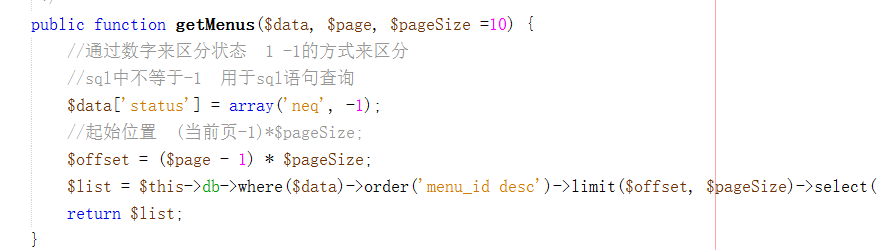 public function getMenus($data, $page, $pageSize =10) {
//通过数字来区分状态  1 -1的方式来区分
//sql中不等于-1  用于sql语句查询
$data['status'] = array('neq', -1);
//起始位置  (当前页-1)*$pageSize;
$offset = ($page - 1) * $pageSize;
$list = $this->db->where($data)->order('menu_id desc')->limit($offset, $pageSize)->select(
return $list;
}